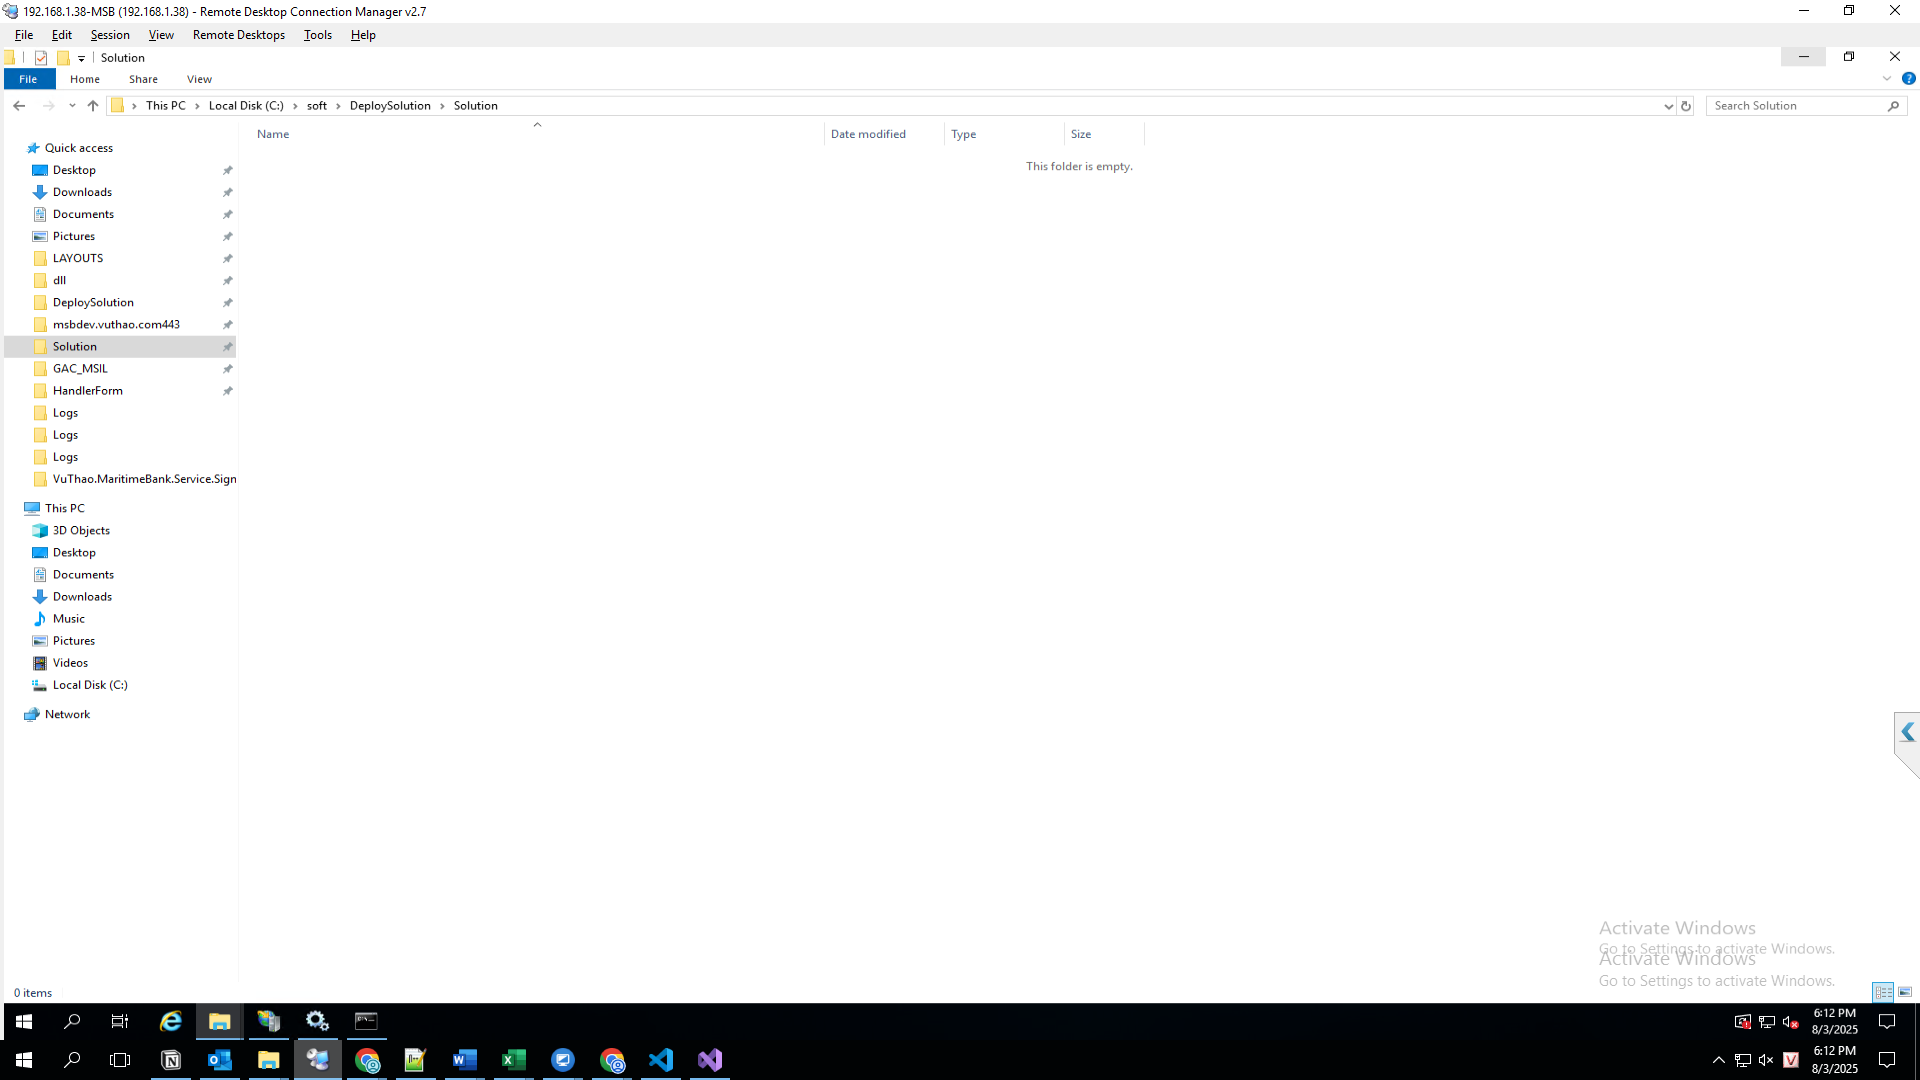 192.168.1.38-MSB (192.168.1.38) - Remote Desktop Connection Manager v2.7
File Edit Session View Remote Desktops Tools Help
Solution
File Home Share View
This PC Local Disk (C:) soft DeploySolution Solution
Search Solution
Name Date modified Type Size
This folder is empty.
Quick access
Desktop
Downloads
Documents
Pictures
LAYOUTS
dll
DeploySolution
msbdev.vuthao.com443
Solution
GAC_MSIL
HandlerForm
Logs
Logs
Logs
VuThao.MaritimeBank.Service.Sign
This PC
3D Objects
Desktop
Documents
Downloads
Music
Pictures
Videos
Local Disk (C:)
Network
Activate Windows
Go to Settings to activate Windows.
Activate Windows
Go to Settings to activate Windows.
0 items
6:12 PM
8/3/2025
6:12 PM
8/3/2025